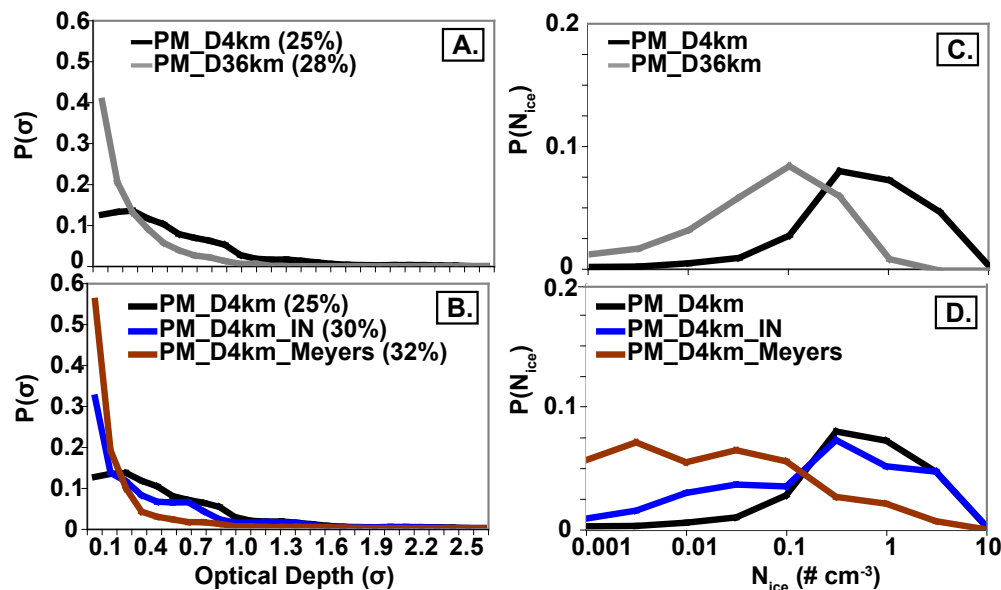 A.
PM_D4km (25%)
PM_D36km (28%)
P(σ)
0.6
0.5
0.4
0.3
0.2
0.1
0
C.
PM_D4km
PM_D36km
P(N_ice)
0.2
0.1
0
B.
PM_D4km (25%)
PM_D4km_IN (30%)
PM_D4km_Meyers (32%)
P(σ)
0.6
0.5
0.4
0.3
0.2
0.1
0
0.1 0.4 0.7 1.0 1.3 1.6 1.9 2.2 2.5
Optical Depth (σ)
D.
PM_D4km
PM_D4km_IN
PM_D4km_Meyers
P(N_ice)
0.2
0.1
0
0.001 0.01 0.1 1 10
N_ice (# cm⁻³)